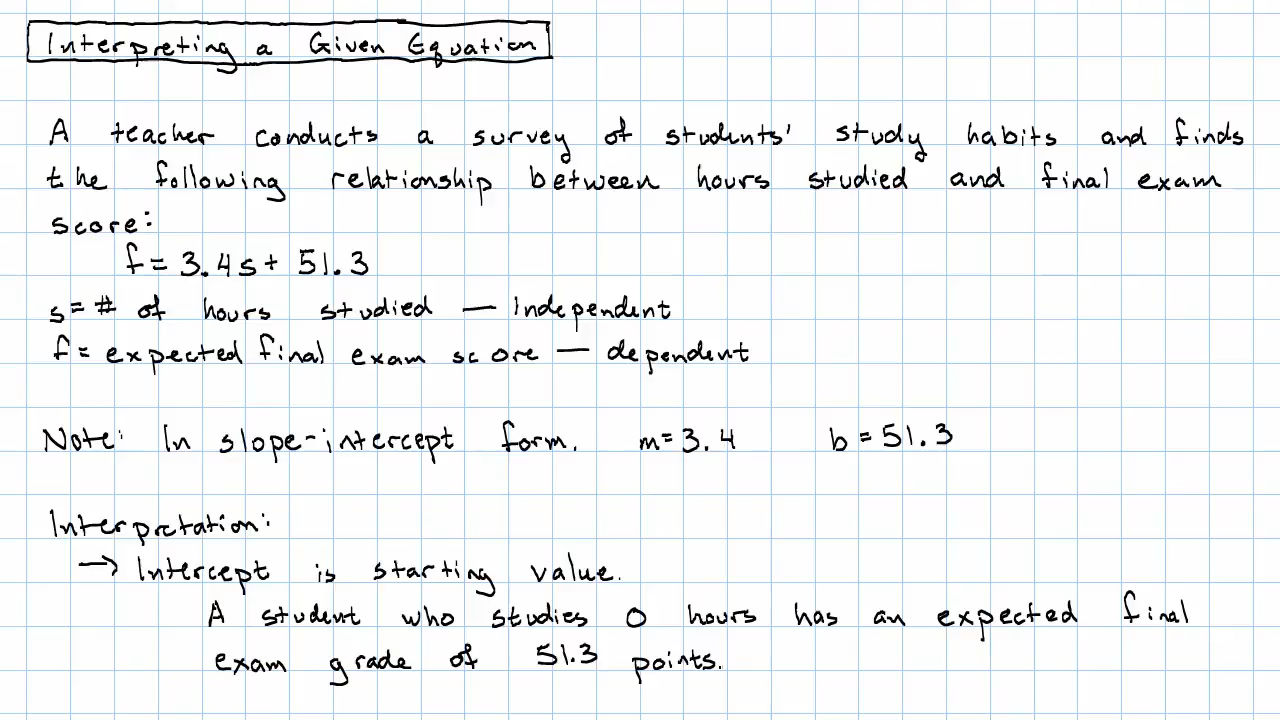 Interpreting a Given Equation
A teacher conducts a survey of students' study habits and finds
the following relationship between hours studied and final exam
score:
f = 3.4s + 51.3
s = # of hours studied — Independent
f = expected final exam score — dependent
Note: In slope-intercept form. m = 3.4 b = 51.3
Interpretation:
→ Intercept is starting value.
A student who studies 0 hours has an expected final
exam grade of 51.3 points.